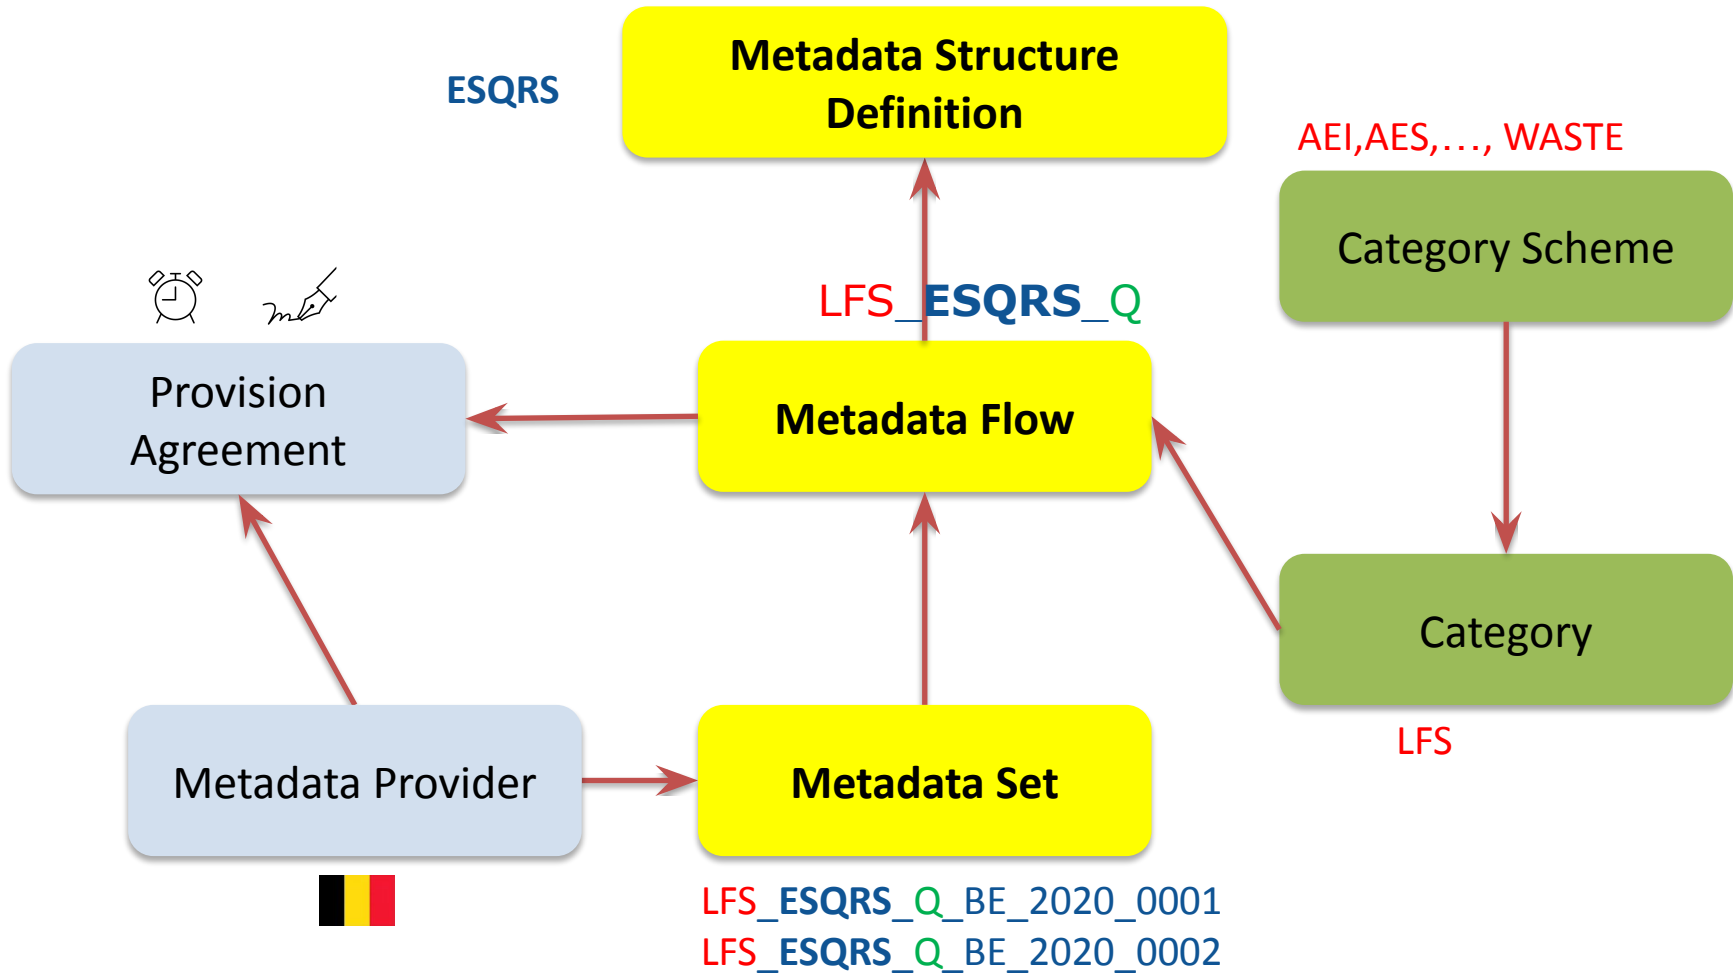 Metadata Structure
Definition
ESQRS
AEI,AES,..., WASTE
Category Scheme
LFS_ESQRS_Q
Provision
Agreement
Metadata Flow
Category
LFS
Metadata Provider
Metadata Set
LFS_ESQRS_Q_BE_2020_0001
LFS_ESQRS_Q_BE_2020_0002